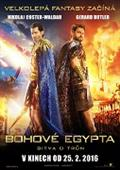 VELKOLEPÁ FANTASY ZAČÍNÁ
NIKOLAJ COSTER-WALDAU GERARD BUTLER
BOHOVÉ EGYPTA
BITVA O TRŮN
V KINECH OD 25. 2. 2016